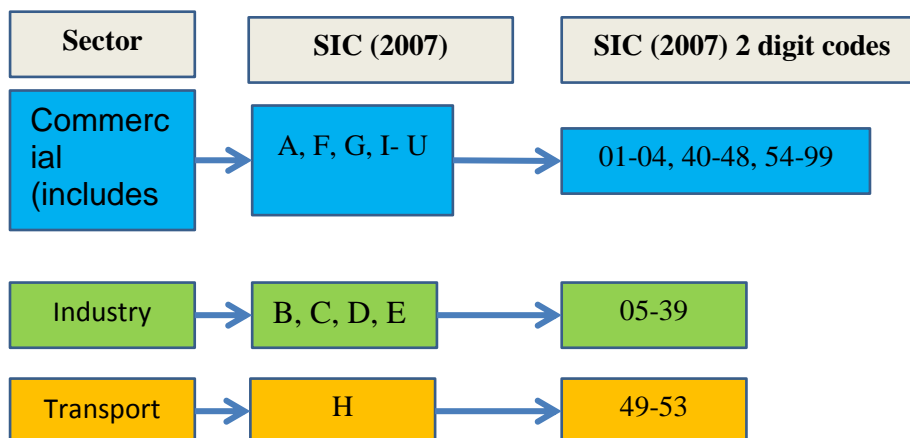 Sector
SIC (2007)
SIC (2007) 2 digit codes
Commerc
ial
(includes
A, F, G, I- U
01-04, 40-48, 54-99
Industry
B, C, D, E
05-39
Transport
H
49-53